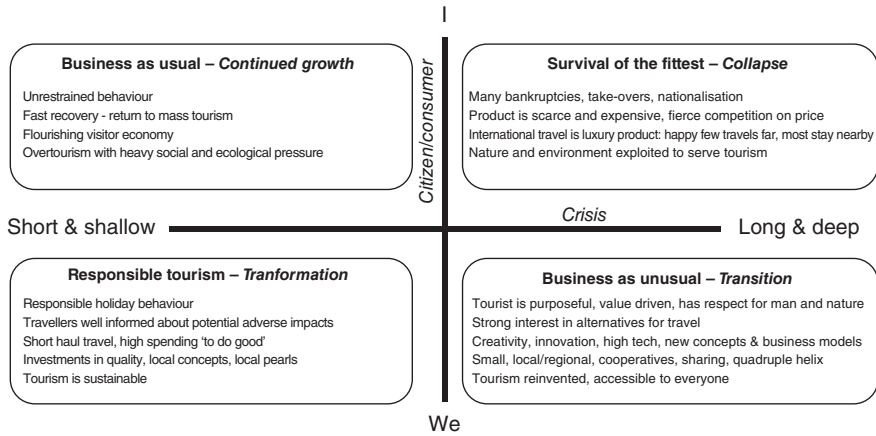 I
Business as usual – Continued growth
Unrestrained behaviour
Fast recovery - return to mass tourism
Flourishing visitor economy
Overtourism with heavy social and ecological pressure
Citizen/consumer
Survival of the fittest – Collapse
Many bankruptcies, take-overs, nationalisation
Product is scarce and expensive, fierce competition on price
International travel is luxury product: happy few travels far, most stay nearby
Nature and environment exploited to serve tourism
Short & shallow
Crisis
Long & deep
Responsible tourism – Tranformation
Responsible holiday behaviour
Travellers well informed about potential adverse impacts
Short haul travel, high spending ‘to do good’
Investments in quality, local concepts, local pearls
Tourism is sustainable
Business as unusual – Transition
Tourist is purposeful, value driven, has respect for man and nature
Strong interest in alternatives for travel
Creativity, innovation, high tech, new concepts & business models
Small, local/regional, cooperatives, sharing, quadruple helix
Tourism reinvented, accessible to everyone
We